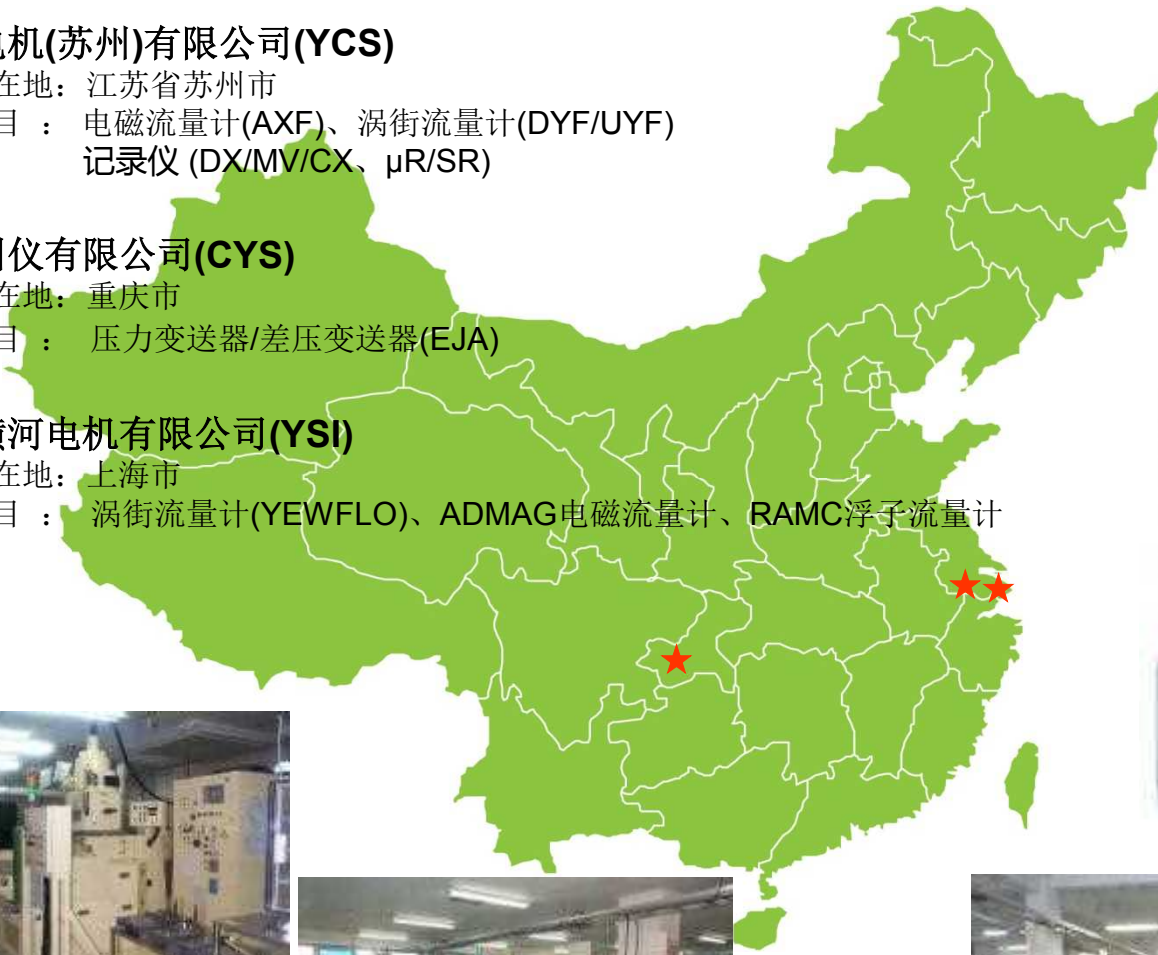 电机(苏州)有限公司(YCS)
在地：江苏省苏州市
目 ： 电磁流量计(AXF)、涡街流量计(DYF/UYF)
记录仪 (DX/MV/CX、μR/SR)
仪有限公司(CYS)
在地：重庆市
目 ： 压力变送器/差压变送器(EJA)
横河电机有限公司(YSI)
在地：上海市
目 ： 涡街流量计(YEWFLO)、ADMAG电磁流量计、RAMC浮子流量计